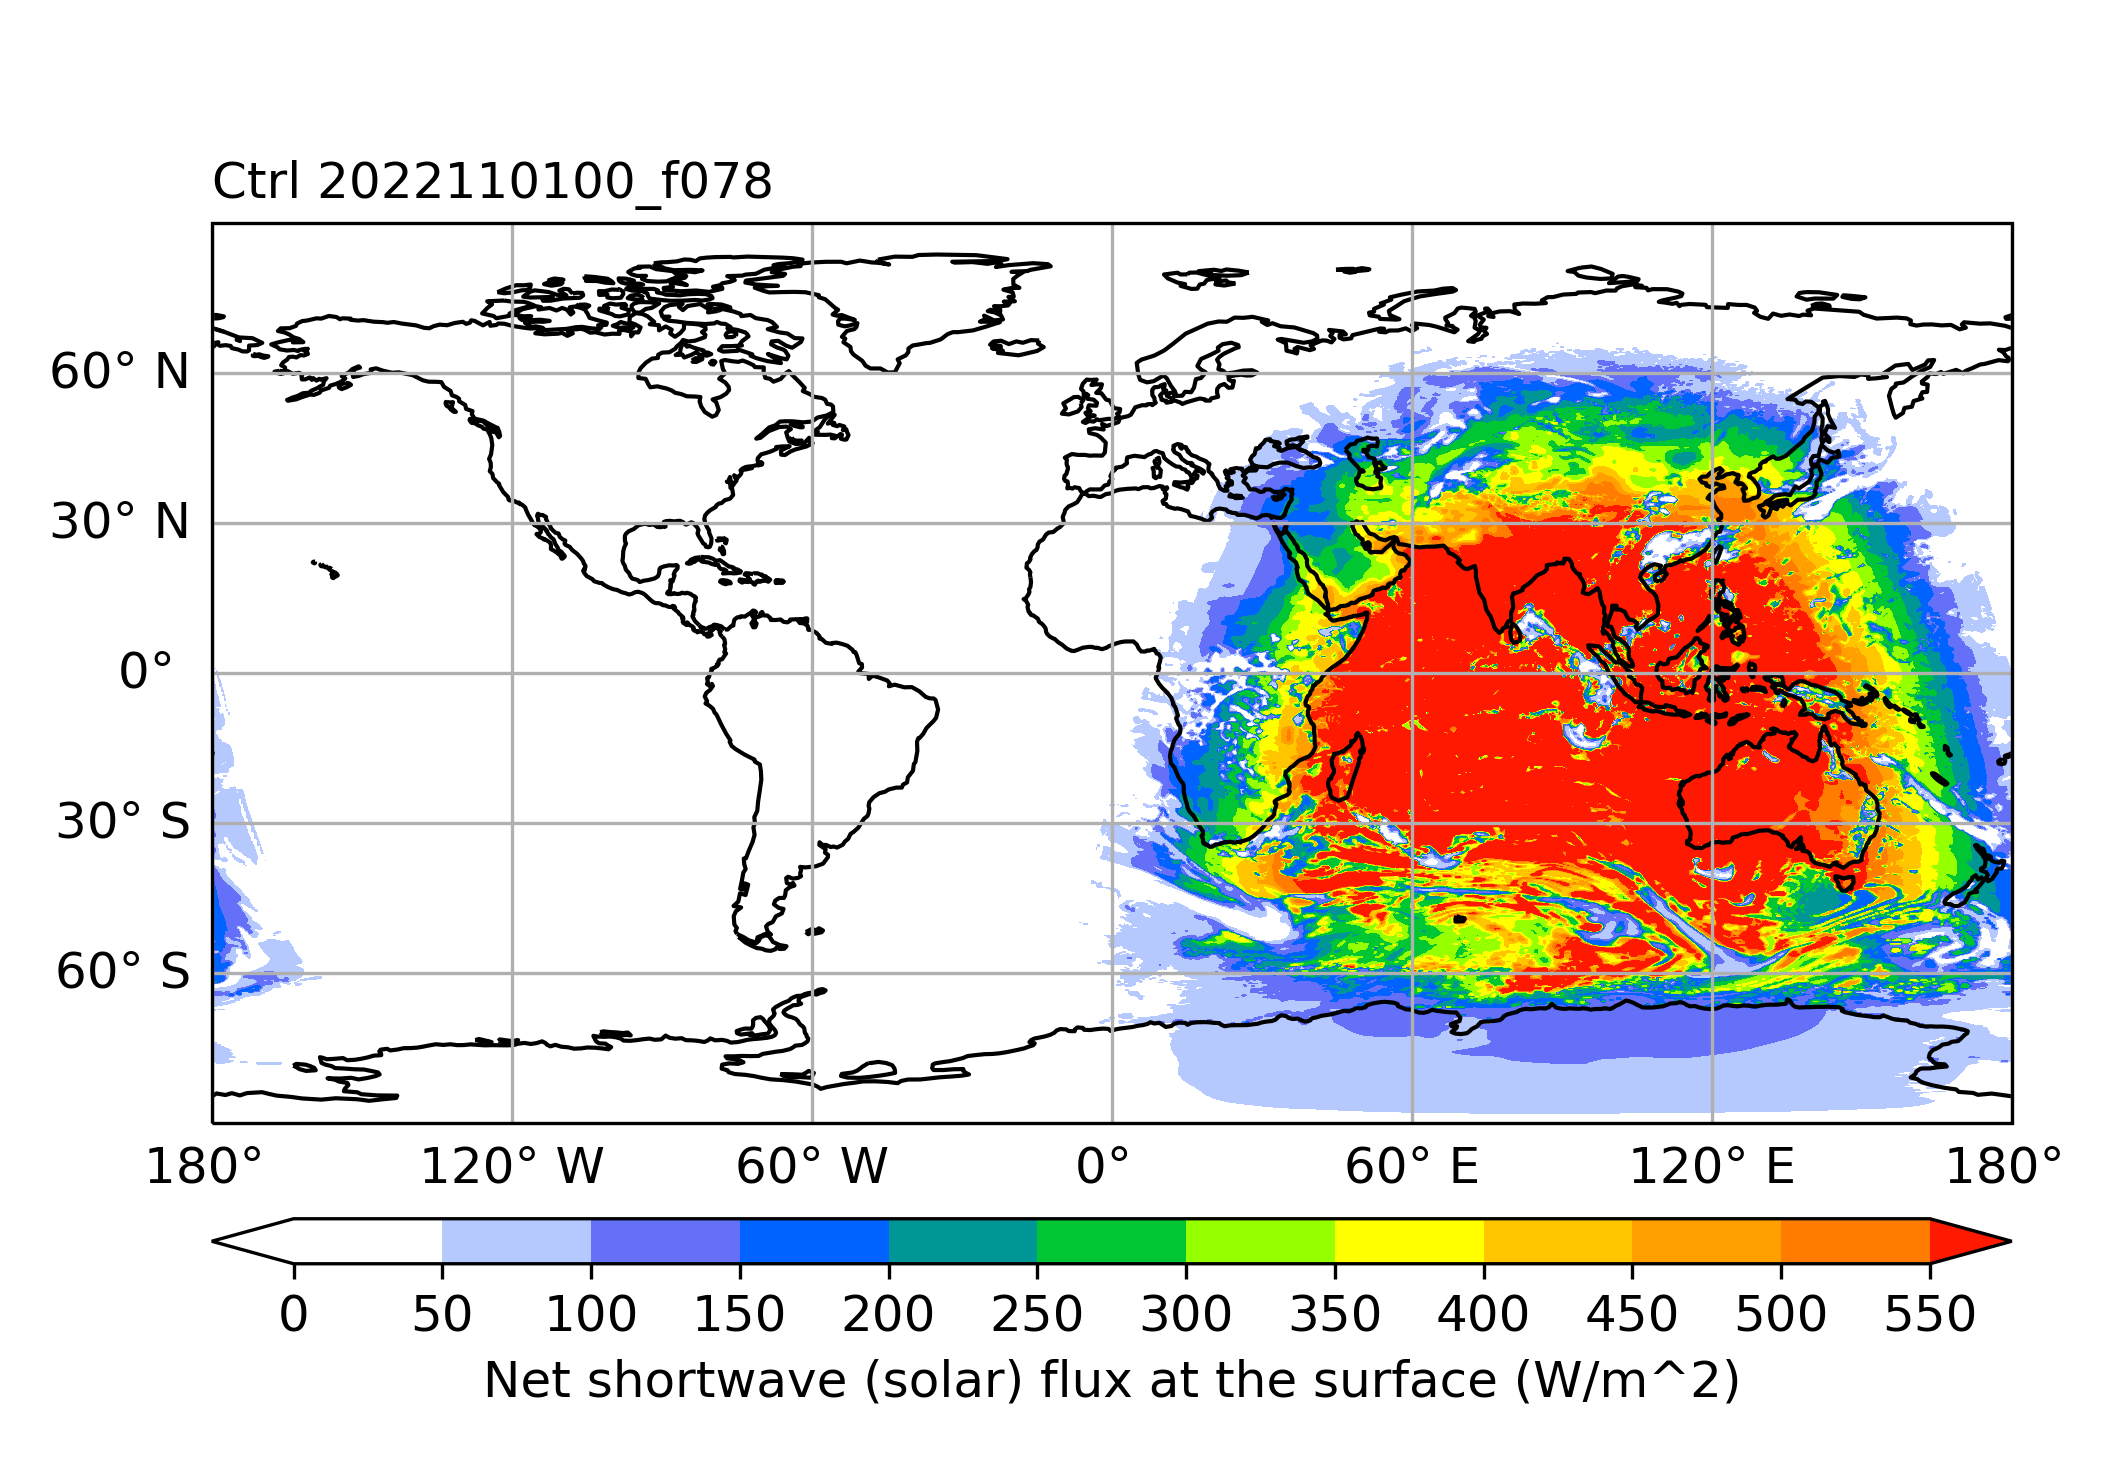 Ctrl 2022110100_f078
60° N
30° N
0°
30° S
60° S
180° 120° W 60° W 0° 60° E 120° E 180°
0 50 100 150 200 250 300 350 400 450 500 550
Net shortwave (solar) flux at the surface (W/m^2)